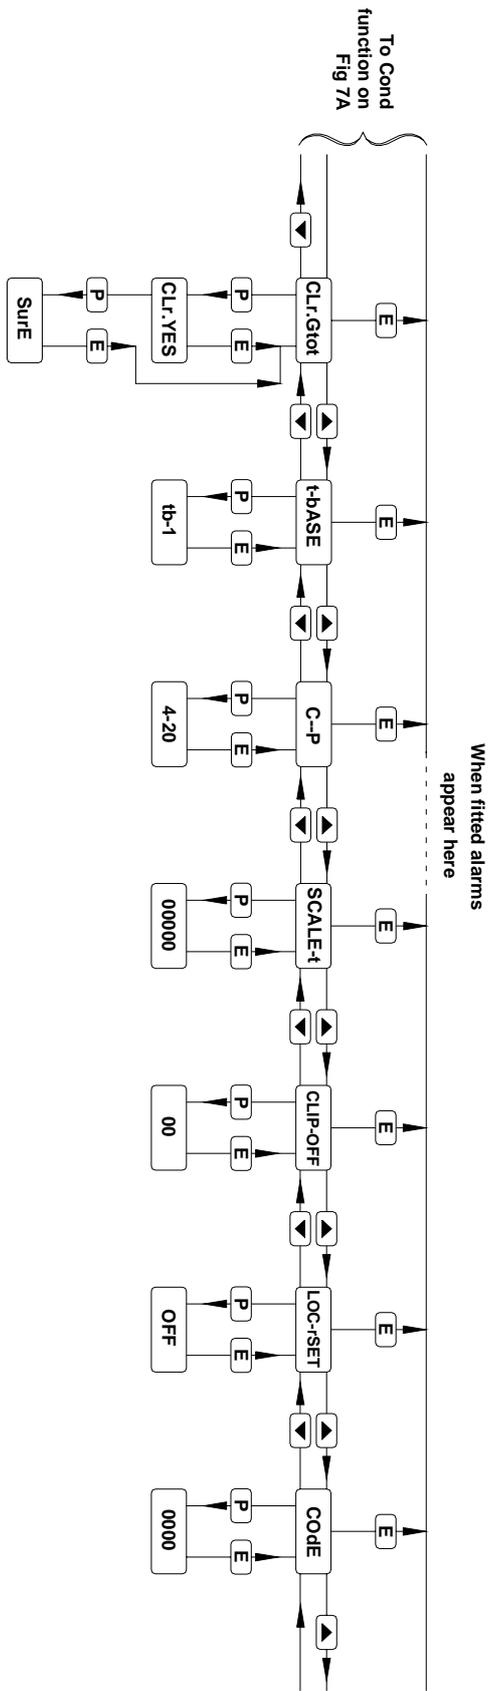 To Cond
function on
Fig 7A
When fitted alarms
appear here
E
E
E
E
E
E
E
CLr.Gtot
t-bASE
C--P
SCALE-t
CLIP-OFF
LOC-rSET
COdE
P
E
P
E
P
E
P
E
P
E
P
E
P
E
CLr.YES
tb-1
4-20
00000
00
OFF
0000
P
E
SurE